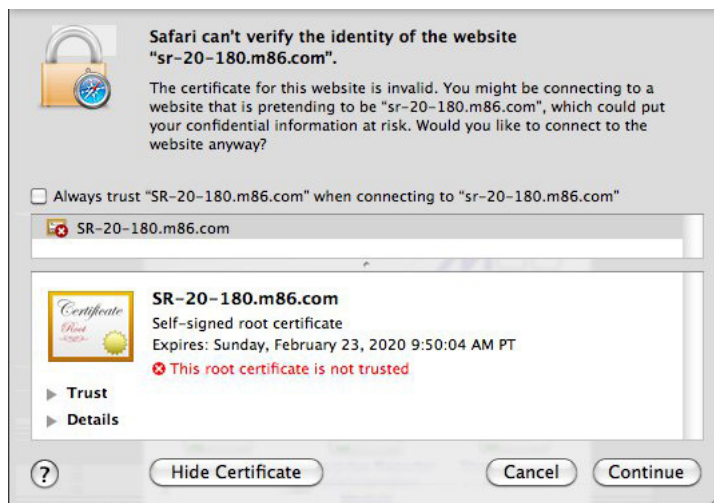 Safari can't verify the identity of the website
"sr-20-180.m86.com".
The certificate for this website is invalid. You might be connecting to a
website that is pretending to be "sr-20-180.m86.com", which could put
your confidential information at risk. Would you like to connect to the
website anyway?
Always trust "SR-20-180.m86.com" when connecting to "sr-20-180.m86.com"
SR-20-180.m86.com
Certificate
Root
SR-20-180.m86.com
Self-signed root certificate
Expires: Sunday, February 23, 2020 9:50:04 AM PT
This root certificate is not trusted
Trust
Details
? Hide Certificate Cancel Continue